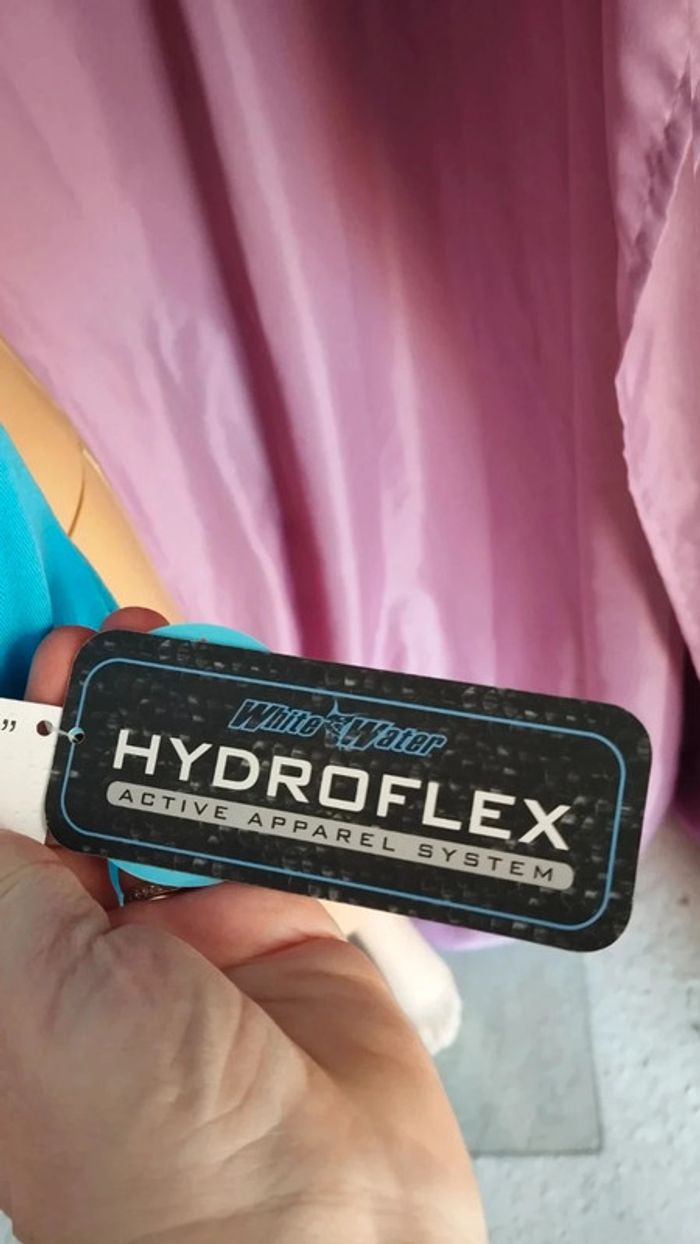 ”
White Water
HYDROFLEX
ACTIVE APPAREL SYSTEM